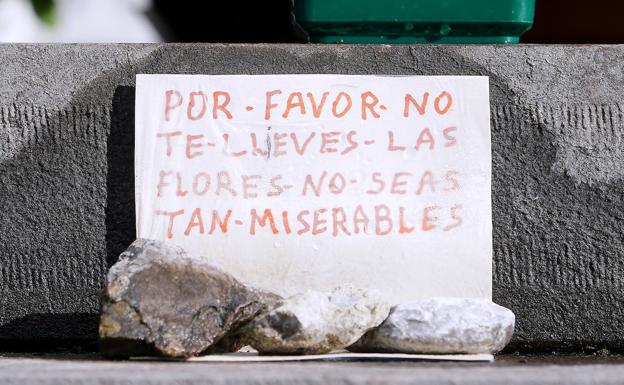 POR-FAVOR-NO
TE-LLEVES-LAS
FLORES-NO-SEAS
TAN-MISERABLES